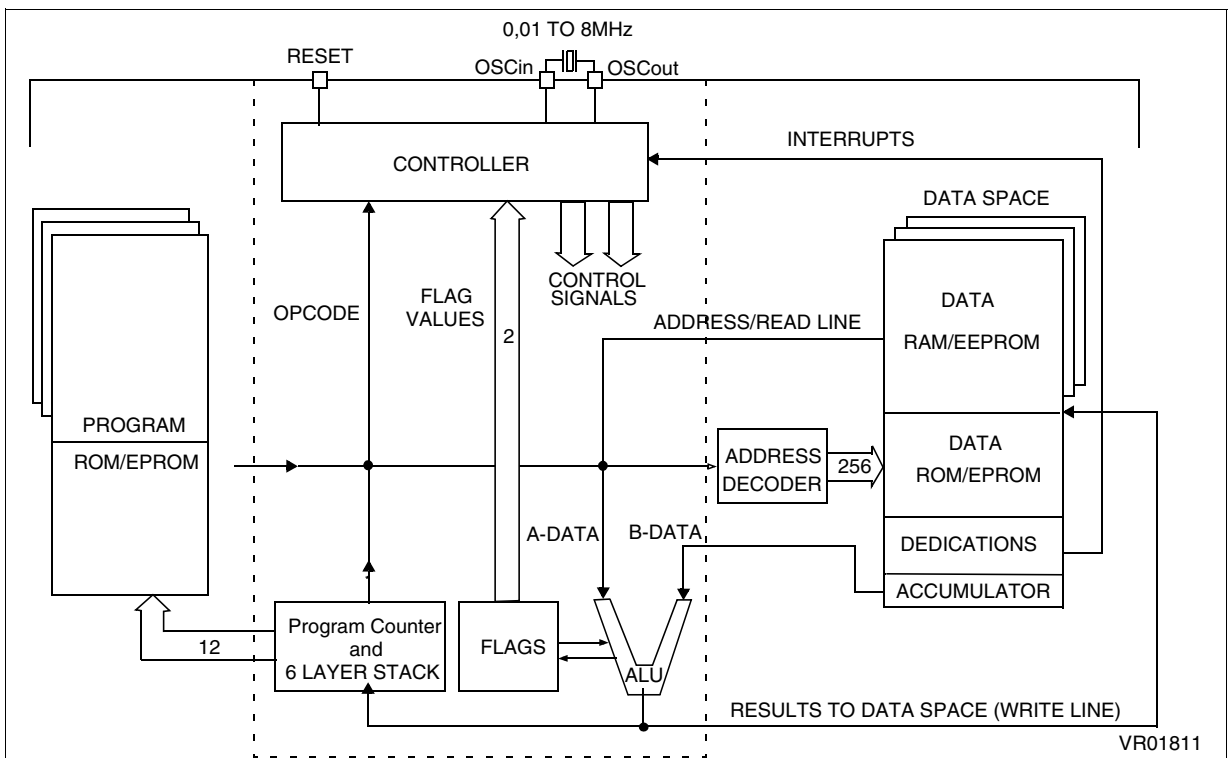 0,01 TO 8MHz
RESET
OSCin
OSCout
INTERRUPTS
CONTROLLER
DATA SPACE
CONTROL
SIGNALS
FLAG
VALUES
OPCODE
2
DATA
RAM/EEPROM
ADDRESS/READ LINE
PROGRAM
ROM/EPROM
ADDRESS
DECODER
256
DATA
ROM/EPROM
A-DATA
B-DATA
DEDICATIONS
ACCUMULATOR
Program Counter
and
6 LAYER STACK
12
FLAGS
ALU
RESULTS TO DATA SPACE (WRITE LINE)
VR01811